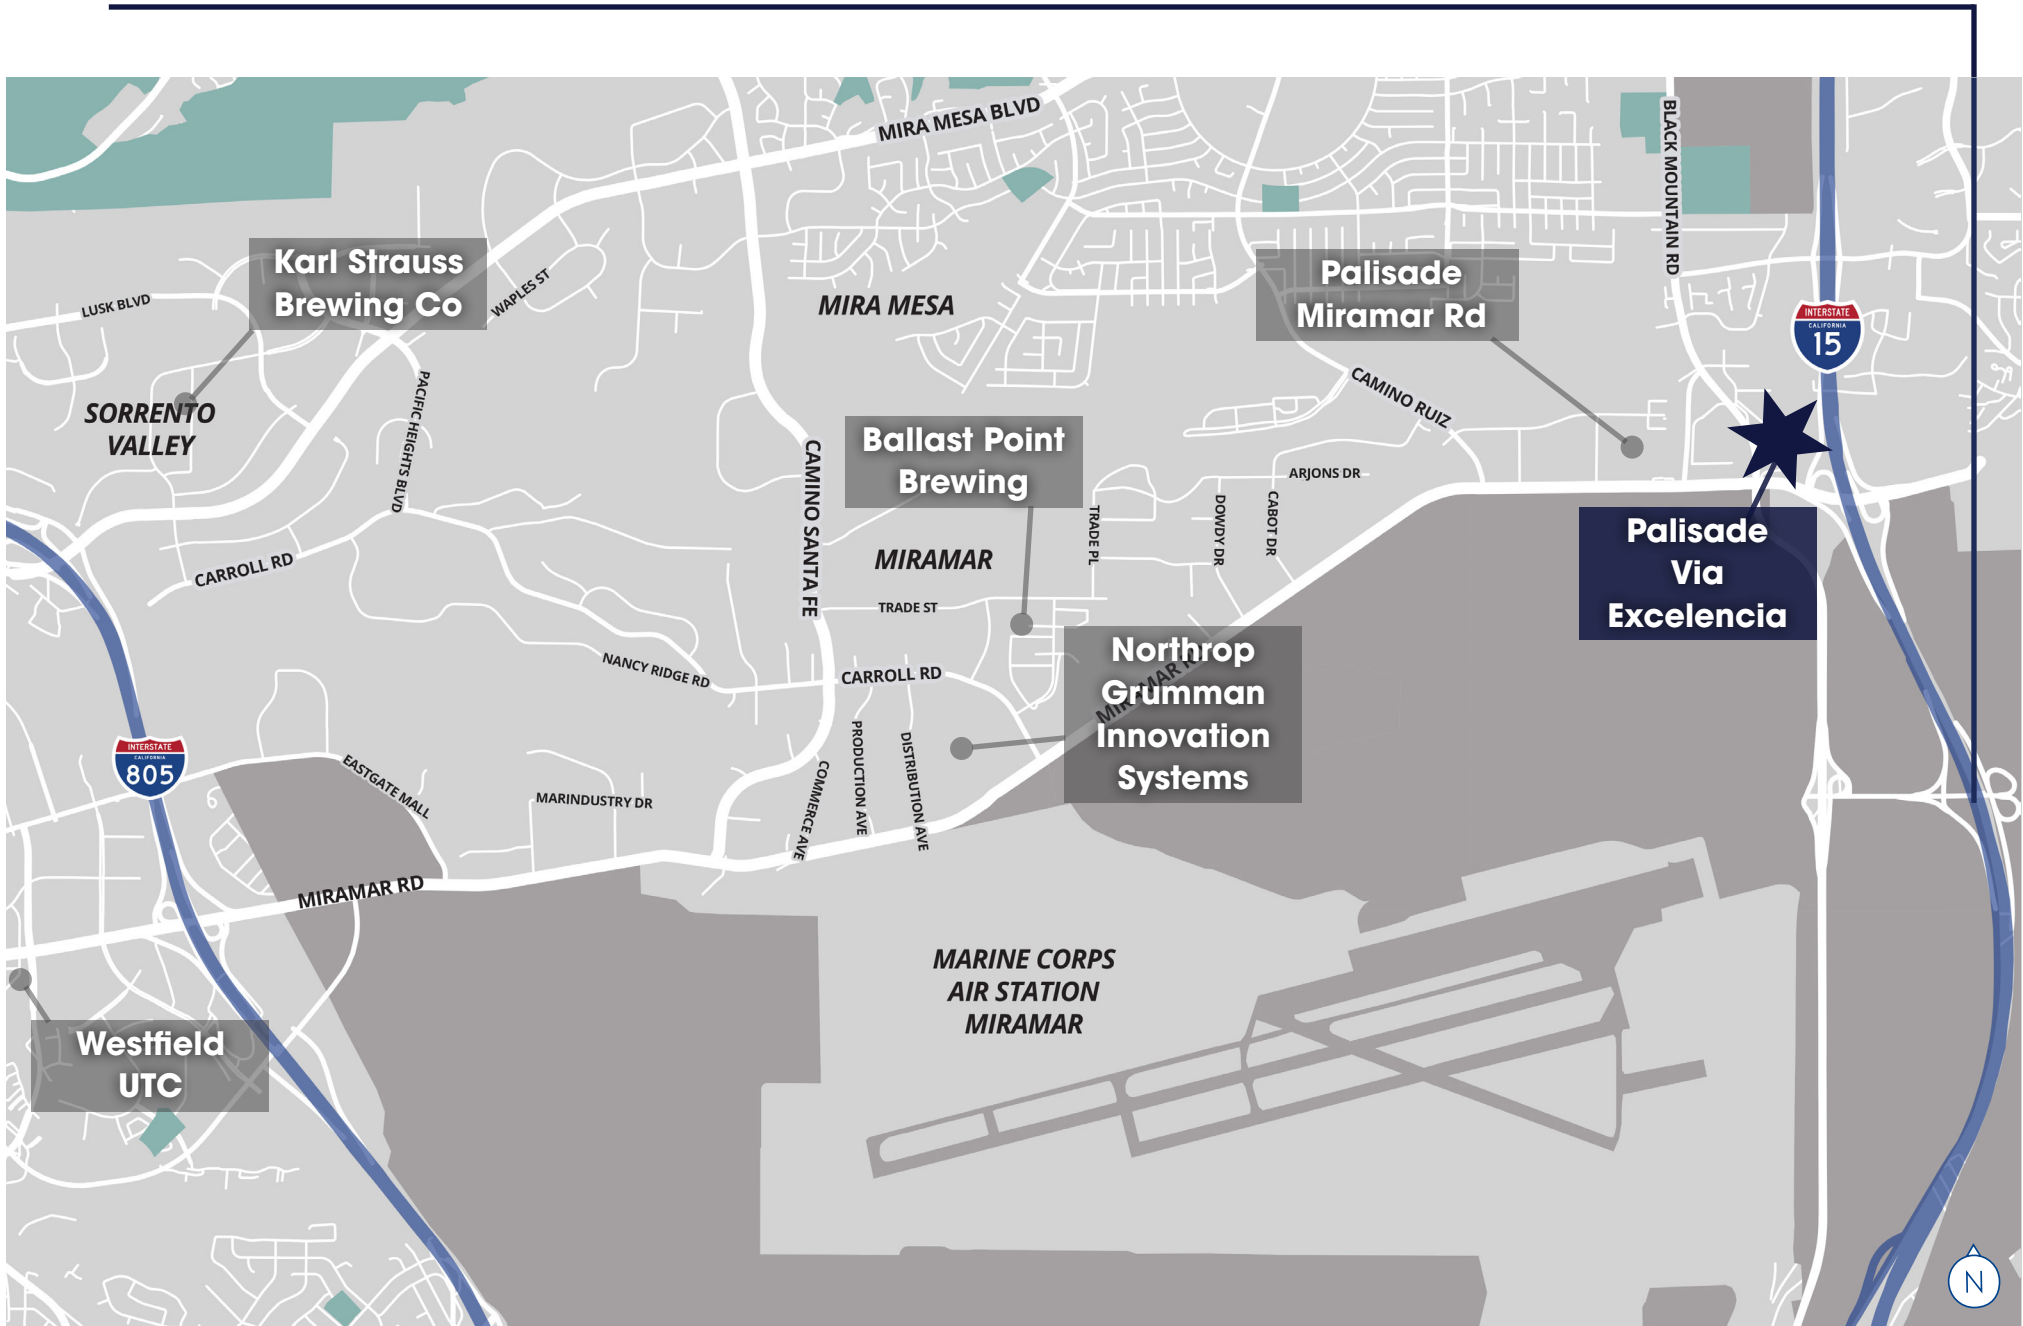 MIRA MESA BLVD
BLACK MOUNTAIN RD
Karl Strauss
Brewing Co
LUSK BLVD
WAPLES ST
MIRA MESA
Palisade
Miramar Rd
INTERSTATE
CALIFORNIA
15
SORRENTO
VALLEY
PACIFIC HEIGHTS BLVD
CAMINO RUIZ
Ballast Point
Brewing
CAMINO SANTA FE
ARJONS DR
TRADE PL
DOWDY DR
CABOT DR
Palisade
Via
Excelencia
CARROLL RD
MIRAMAR
TRADE ST
NANCY RIDGE RD
CARROLL RD
Northrop
Grumman
Innovation
Systems
MIRAMAR RD
INTERSTATE
CALIFORNIA
805
EASTGATE MALL
MARINDUSTRY DR
COMMERCE AVE
PRODUCTION AVE
DISTRIBUTION AVE
MIRAMAR RD
MARINE CORPS
AIR STATION
MIRAMAR
Westfield
UTC
N